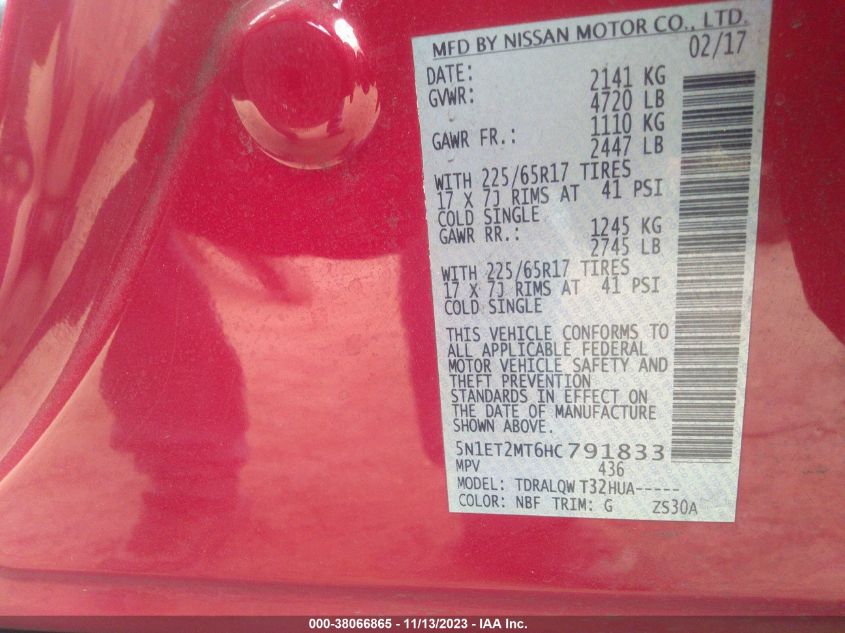 MFD BY NISSAN MOTOR CO., LTD.
DATE: 02/17
GVWR: 2141 KG
4720 LB
GAWR FR.: 1110 KG
2447 LB
WITH 225/65R17 TIRES
17 X 7J RIMS AT 41 PSI
COLD SINGLE
GAWR RR.: 1245 KG
2745 LB
WITH 225/65R17 TIRES
17 X 7J RIMS AT 41 PSI
COLD SINGLE
THIS VEHICLE CONFORMS TO
ALL APPLICABLE FEDERAL
MOTOR VEHICLE SAFETY AND
THEFT PREVENTION
STANDARDS IN EFFECT ON
THE DATE OF MANUFACTURE
SHOWN ABOVE.
5N1ET2MT6HC791833
MPV 436
MODEL: TDRALQWT32HUA-----
COLOR: NBF TRIM: G ZS30A
000-38066865 - 11/13/2023 - IAA Inc.